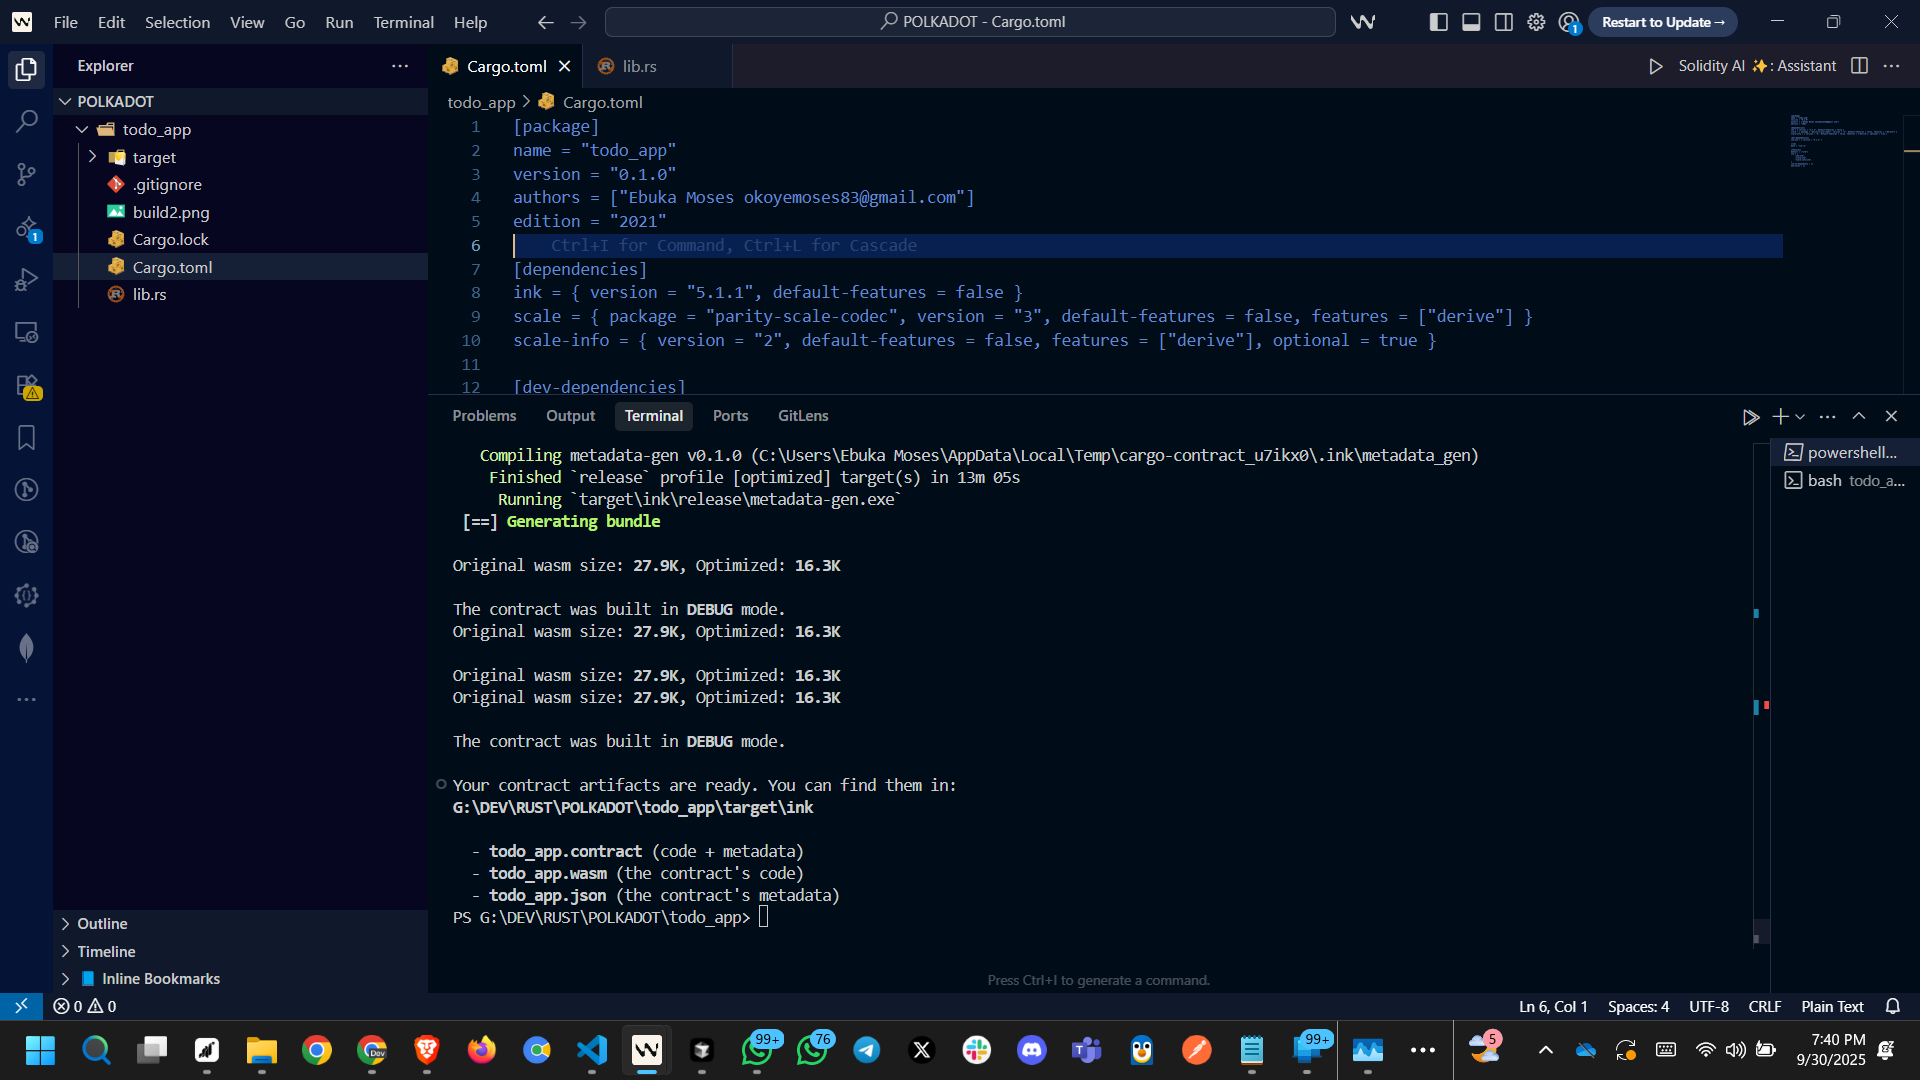 File Edit Selection View Go Run Terminal Help
POLKADOT - Cargo.toml
1
Restart to Update →
Explorer
Cargo.toml
lib.rs
Solidity AI ✨: Assistant
POLKADOT
todo_app
target
.gitignore
build2.png
Cargo.lock
Cargo.toml
lib.rs
1
todo_app > Cargo.toml
1 [package]
2 name = "todo_app"
3 version = "0.1.0"
4 authors = ["Ebuka Moses okoyemoses83@gmail.com"]
5 edition = "2021"
6 Ctrl+I for Command, Ctrl+L for Cascade
7 [dependencies]
8 ink = { version = "5.1.1", default-features = false }
9 scale = { package = "parity-scale-codec", version = "3", default-features = false, features = ["derive"] }
10 scale-info = { version = "2", default-features = false, features = ["derive"], optional = true }
11
12 [dev-dependencies]
Problems Output Terminal Ports GitLens
powershell...
bash todo_a...
Compiling metadata-gen v0.1.0 (C:\Users\Ebuka Moses\AppData\Local\Temp\cargo-contract_u7ikx0\.ink\metadata_gen)
Finished `release` profile [optimized] target(s) in 13m 05s
Running `target\ink\release\metadata-gen.exe`
[==] Generating bundle
Original wasm size: 27.9K, Optimized: 16.3K
The contract was built in DEBUG mode.
Original wasm size: 27.9K, Optimized: 16.3K
Original wasm size: 27.9K, Optimized: 16.3K
Original wasm size: 27.9K, Optimized: 16.3K
The contract was built in DEBUG mode.
Your contract artifacts are ready. You can find them in:
G:\DEV\RUST\POLKADOT\todo_app\target\ink
- todo_app.contract (code + metadata)
- todo_app.wasm (the contract's code)
- todo_app.json (the contract's metadata)
PS G:\DEV\RUST\POLKADOT\todo_app>
Press Ctrl+I to generate a command.
Outline
Timeline
Inline Bookmarks
0 0
Ln 6, Col 1 Spaces: 4 UTF-8 CRLF Plain Text
Dev
99+
76
99+
5
7:40 PM
9/30/2025